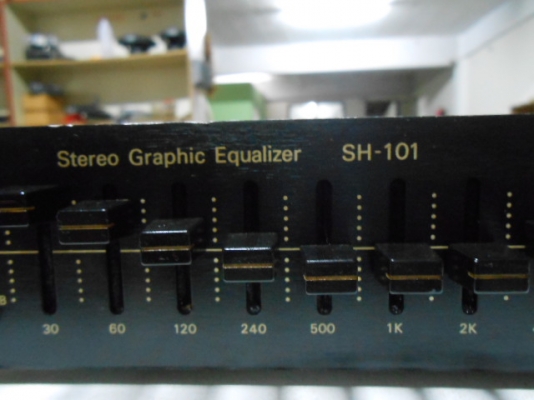 Stereo Graphic Equalizer SH-101
B
30 60 120 240 500 1K 2K